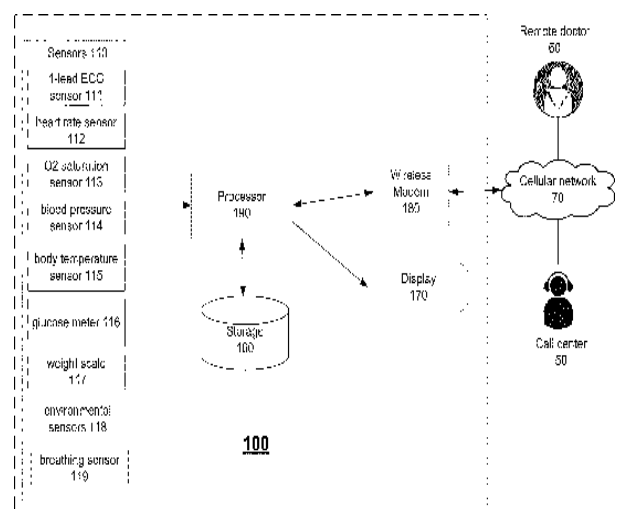 Sensors 110
1-lead ECG
sensor 111
heart rate sensor
112
O2 saturation
sensor 113
blood pressure
sensor 114
body temperature
sensor 115
glucose meter 116
weight scale
117
environmental
sensors 118
breathing sensor
119
Processor
190
Storage
160
Wireless
Modem
180
Display
170
100
Remote doctor
60
Cellular network
70
Call center
50